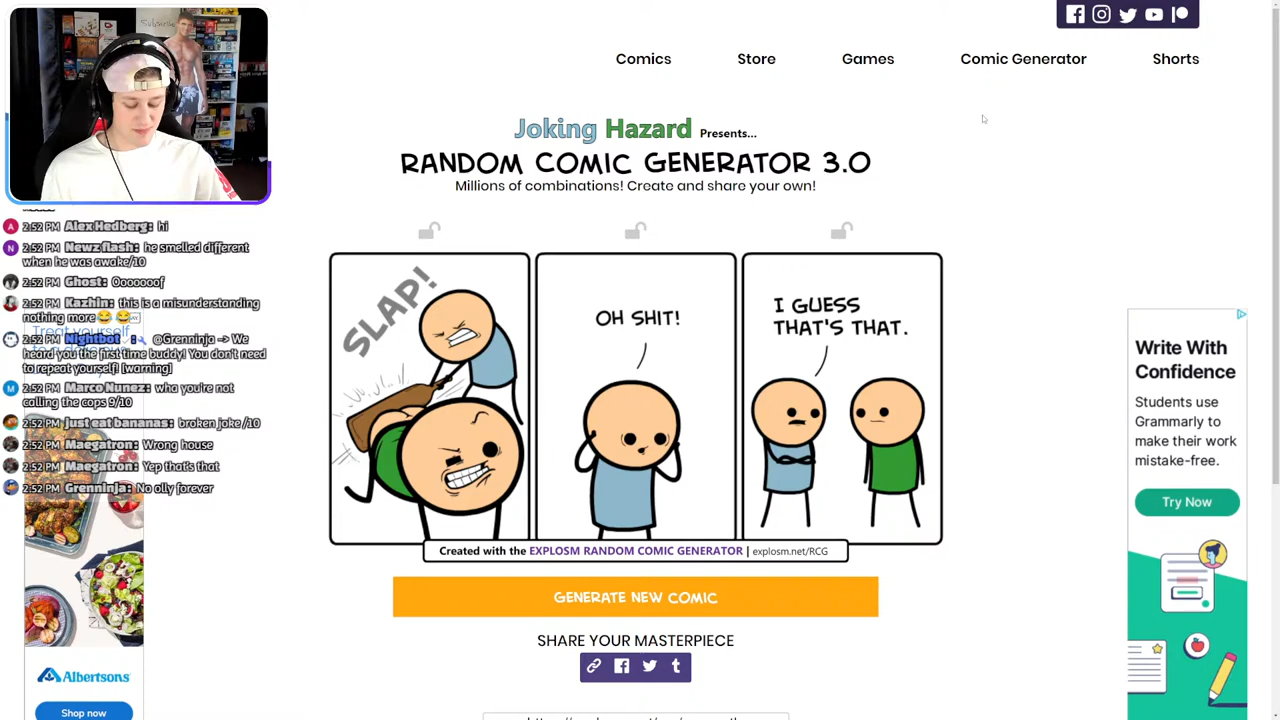 Subscribe
Comics
Store
Games
Comic Generator
Shorts
Joking Hazard Presents...
RANDOM COMIC GENERATOR 3.0
Millions of combinations! Create and share your own!
2:52 PM Alex Hedberg: hi
2:52 PM Newz flash: he smelled different
when he was awake/10
2:52 PM Ghost: Ooooooof
2:52 PM Kazhin: this is a misunderstanding
nothing more 😂 😂
Treat yourself
2:52 PM Nightbot : @Grenninja -> We
heard you the first time buddy! You don't need
to repeat yourself! [warning]
2:52 PM Marco Nunez: wha you're not
calling the cops 9/10
2:52 PM just eat bananas: broken joke /10
2:52 PM Maegatron: Wrong house
2:52 PM Maegatron: Yep that's that
2:52 PM Grenninja: No olly forever
Albertsons
Shop now
SLAP!
OH SHIT!
I GUESS
THAT'S THAT.
Created with the EXPLOSM RANDOM COMIC GENERATOR | explosm.net/RCG
GENERATE NEW COMIC
SHARE YOUR MASTERPIECE
Write With
Confidence
Students use
Grammarly to
make their work
mistake-free.
Try Now